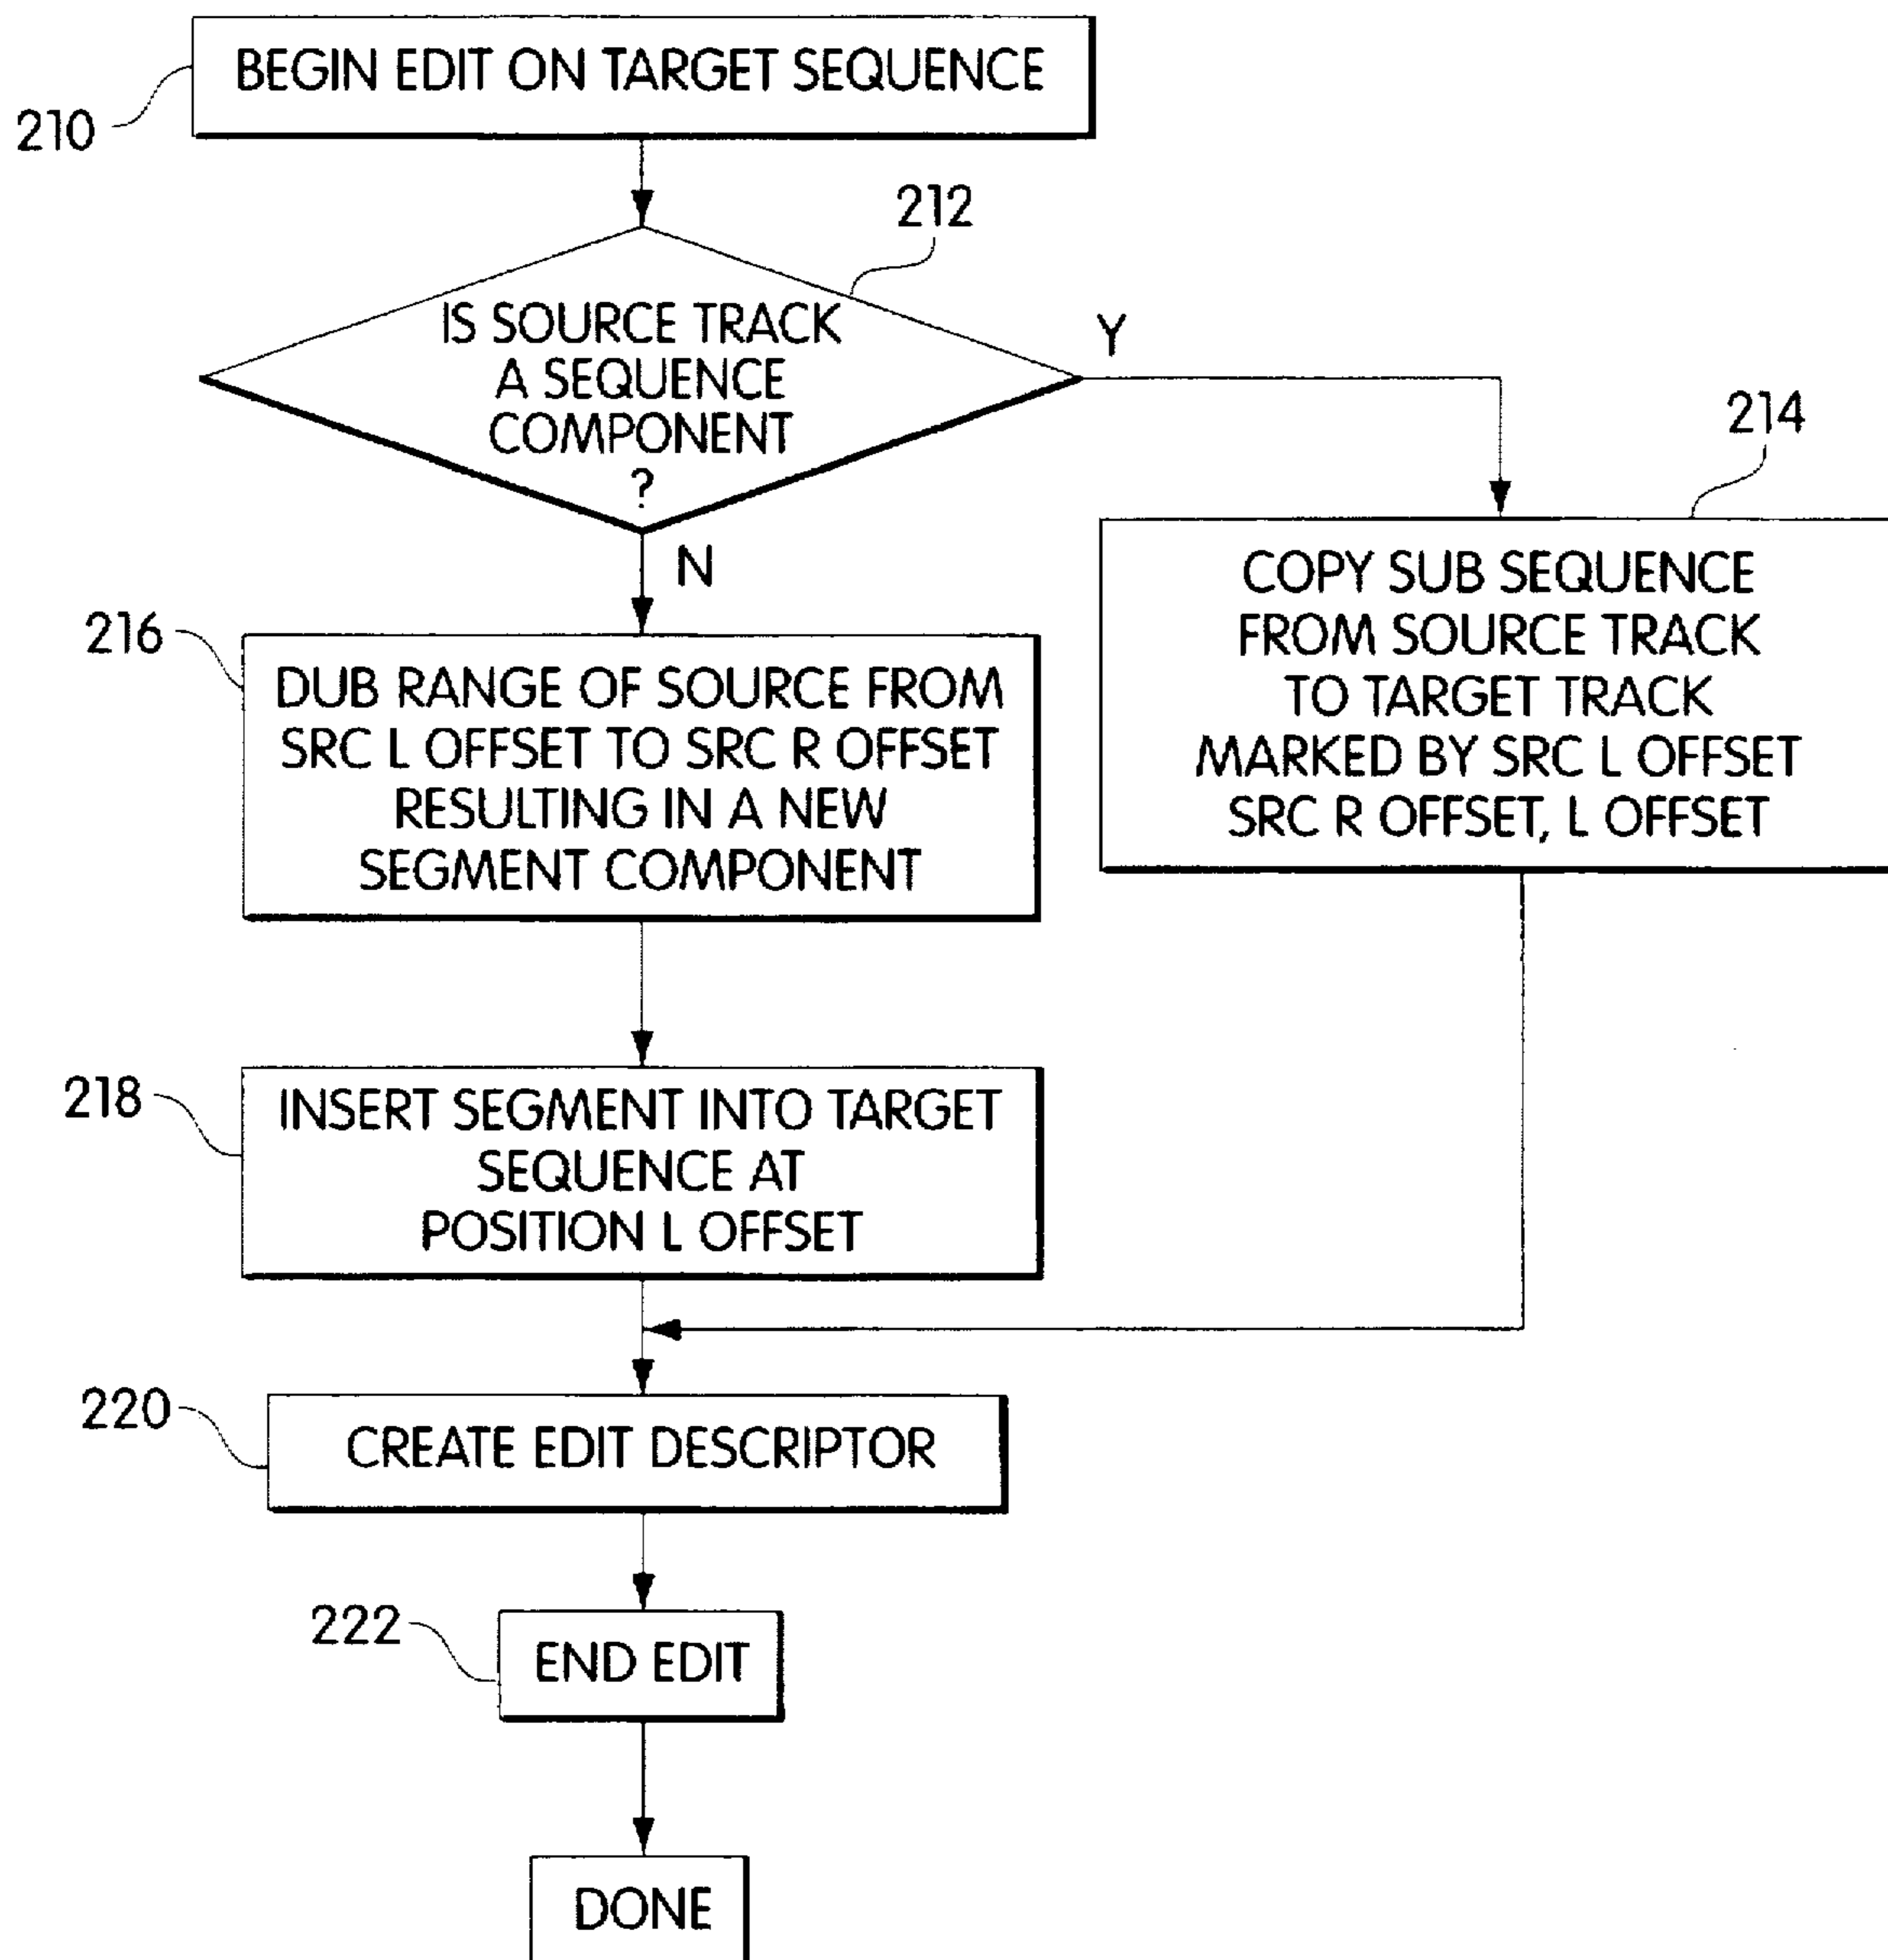 BEGIN EDIT ON TARGET SEQUENCE
210
212
IS SOURCE TRACK
A SEQUENCE
COMPONENT
?
Y
N
214
COPY SUB SEQUENCE
FROM SOURCE TRACK
TO TARGET TRACK
MARKED BY SRC L OFFSET
SRC R OFFSET, L OFFSET
216
DUB RANGE OF SOURCE FROM
SRC L OFFSET TO SRC R OFFSET
RESULTING IN A NEW
SEGMENT COMPONENT
218
INSERT SEGMENT INTO TARGET
SEQUENCE AT
POSITION L OFFSET
220
CREATE EDIT DESCRIPTOR
222
END EDIT
DONE